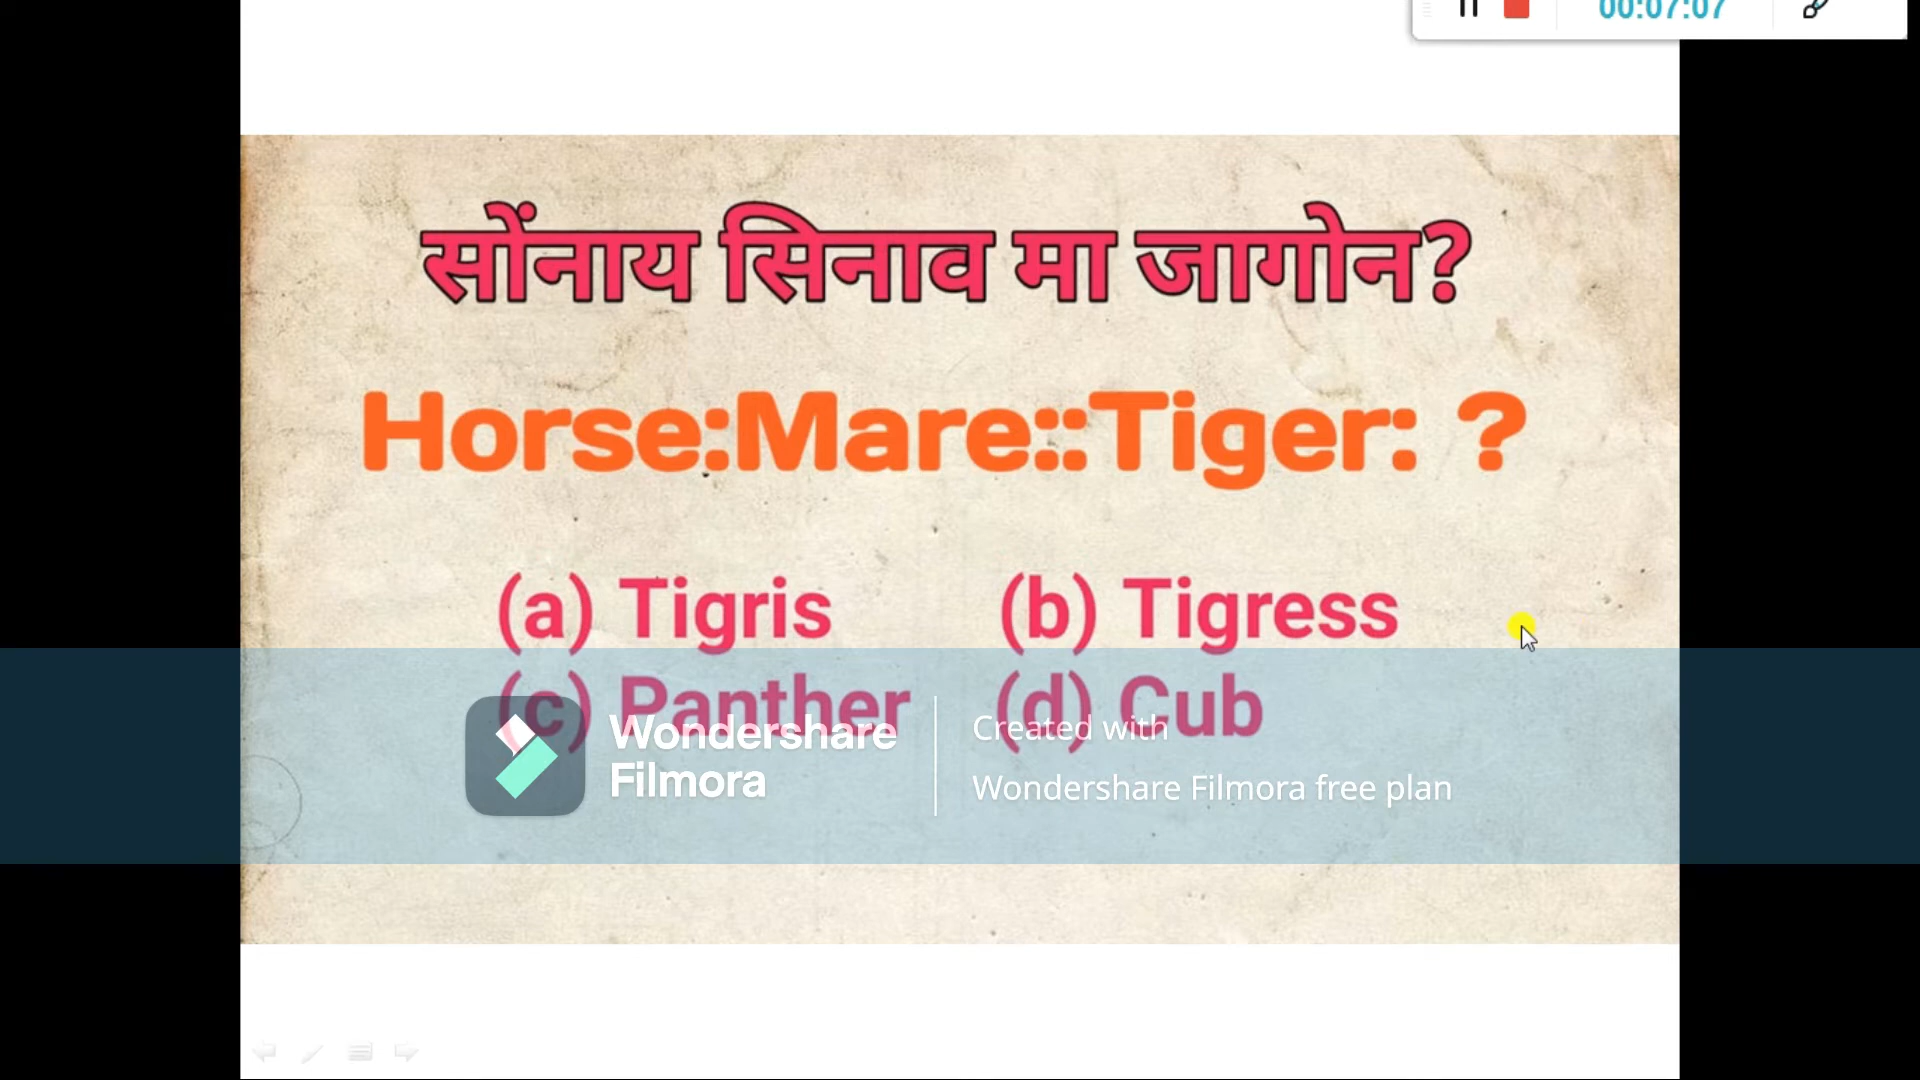 00:07:07
सोंनाय सिनाव मा जागोन?
Horse:Mare::Tiger: ?
(a) Tigris (b) Tigress
(c) Panther (d) Cub
Wondershare
Filmora
Created with
Wondershare Filmora free plan